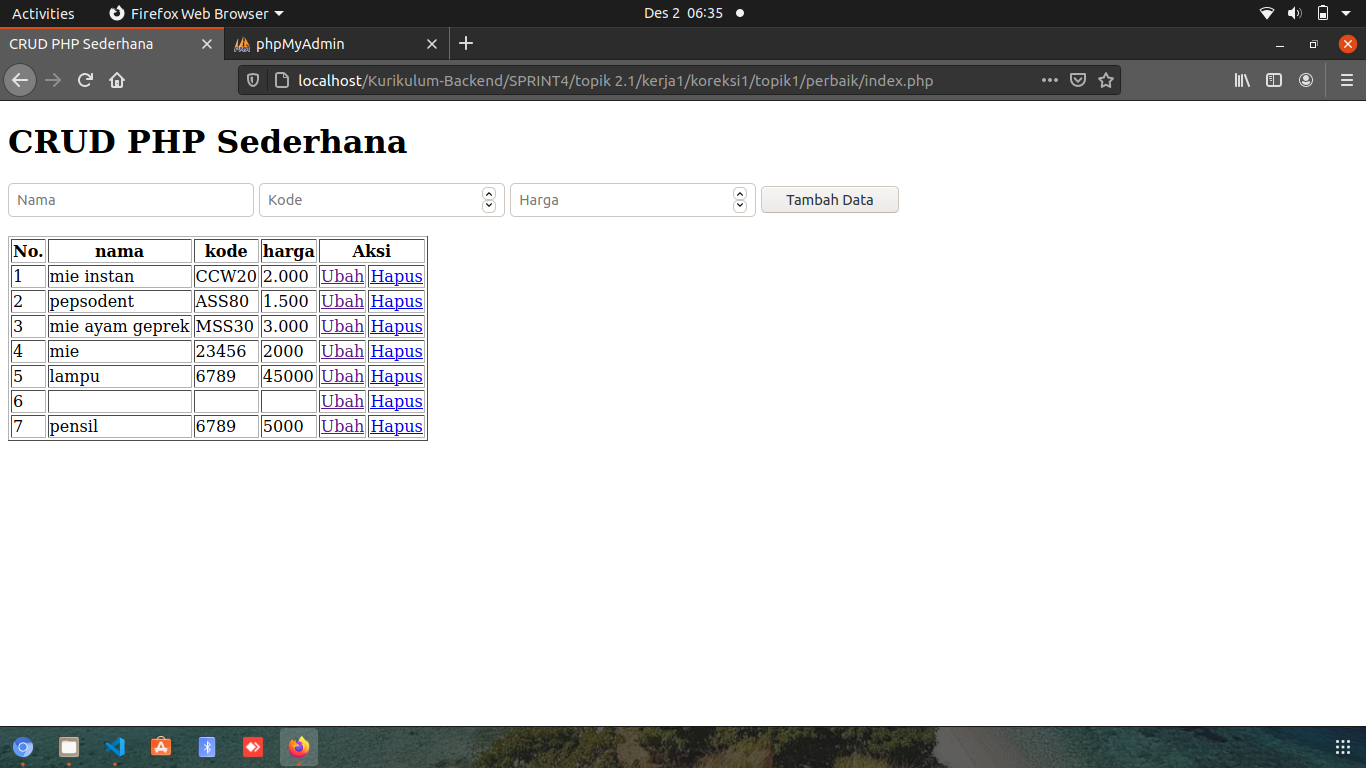 Activities Firefox Web Browser Des 2 06:35
CRUD PHP Sederhana phpMyAdmin
localhost/Kurikulum-Backend/SPRINT4/topik 2.1/kerja1/koreksi1/topik1/perbaik/index.php
CRUD PHP Sederhana
Nama Kode Harga Tambah Data
No. nama kode harga Aksi
1 mie instan CCW20 2.000 Ubah Hapus
2 pepsodent ASS80 1.500 Ubah Hapus
3 mie ayam geprek MSS30 3.000 Ubah Hapus
4 mie 23456 2000 Ubah Hapus
5 lampu 6789 45000 Ubah Hapus
6 Ubah Hapus
7 pensil 6789 5000 Ubah Hapus